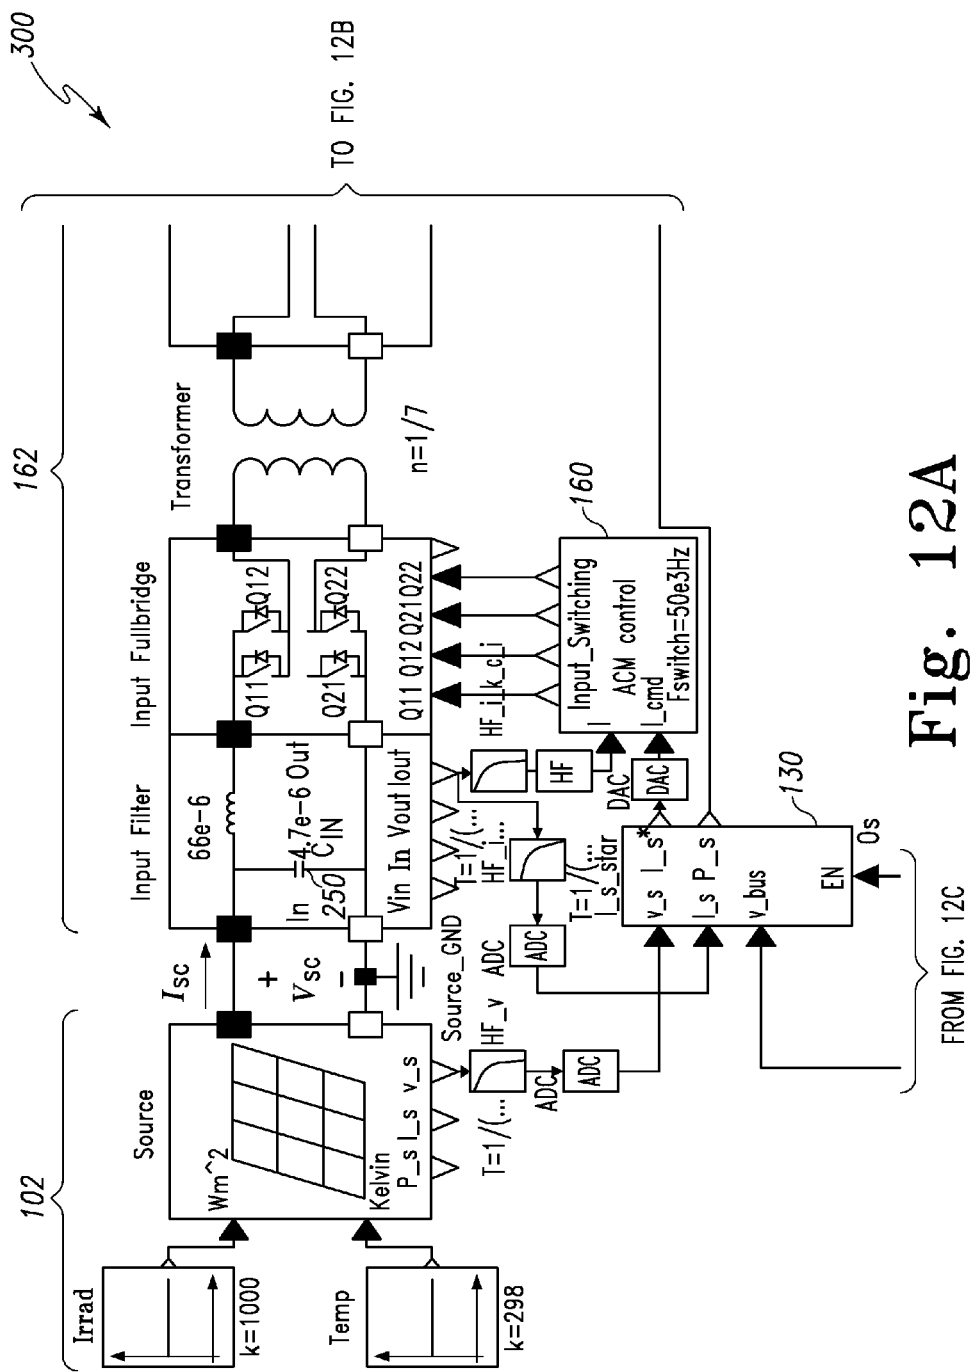 300
TO FIG. 12B
162
102
Transformer
n=1/7
Input Fullbridge
Q11
Q12
Q21
Q22
Q11 Q12 Q21 Q22
HF_i_k_c_i
Input_Switching
ACM control
Fswitch=50e3Hz
I
I_cmd
160
Input Filter
66e-6
4.7e-6
Out
In
CIN
250
Vin In Vout Iout
T=1/(...
HF_i...
HF
DAC
DAC
T=1/(...
I_s_star
ADC
ADC
v_s I_s*
I_s P_s
v_bus
EN
0s
130
FROM FIG. 12C
ISC
+
VSC
-
Source_GND
Source
Wm^2
Kelvin
P_s I_s v_s
HF_v
T=1/(...
ADC
ADC
Irrad
k=1000
Temp
k=298
Fig. 12A